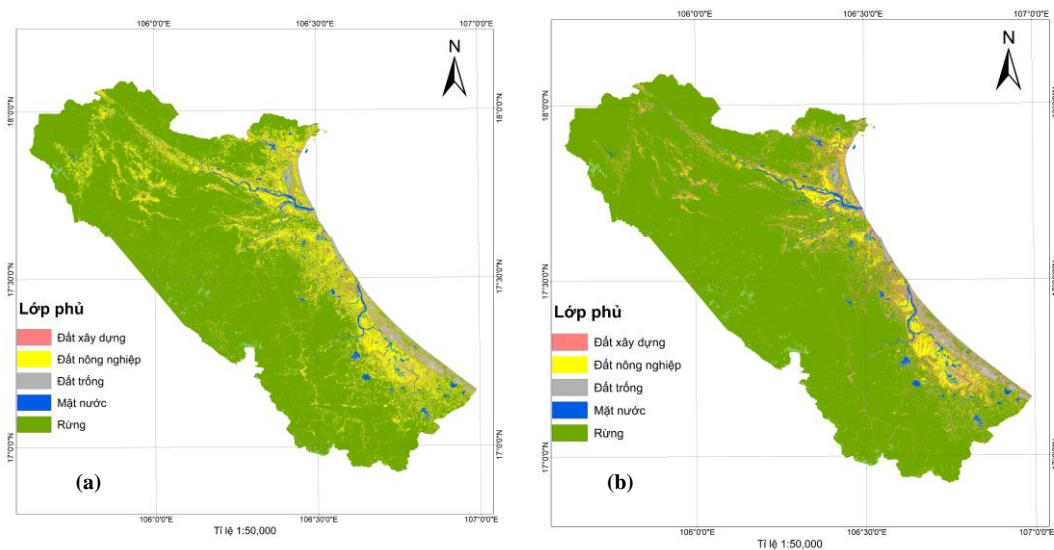 106°0'0"E 106°30'0"E 107°0'0"E
N
18°0'0"N
17°30'0"N
17°0'0"N
Lớp phủ
Đất xây dựng
Đất nông nghiệp
Đất trống
Mặt nước
Rừng
(a)
106°0'0"E 106°30'0"E 107°0'0"E
Tỉ lệ 1:50,000
106°0'0"E 106°30'0"E 107°0'0"E
N
18°0'0"N
17°30'0"N
17°0'0"N
Lớp phủ
Đất xây dựng
Đất nông nghiệp
Đất trống
Mặt nước
Rừng
(b)
106°0'0"E 106°30'0"E 107°0'0"E
Tỉ lệ 1:50,000